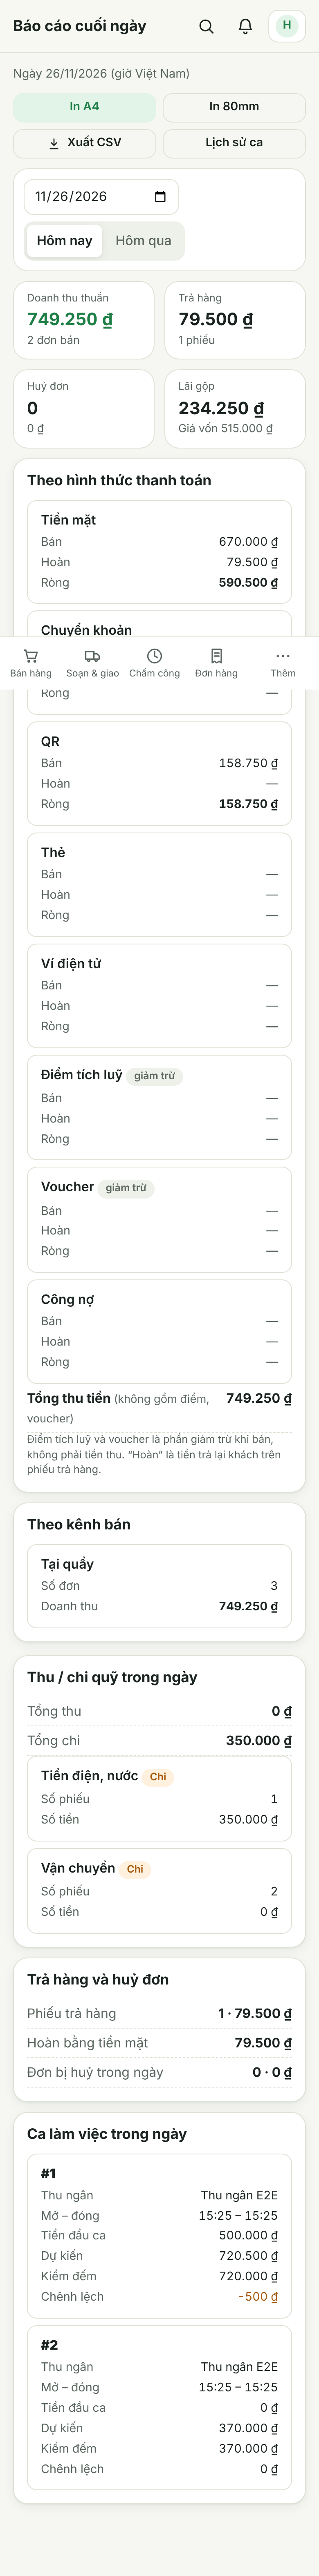 Báo cáo cuối ngày
H
Ngày 26/11/2026 (giờ Việt Nam)
In A4
In 80mm
Xuất CSV
Lịch sử ca
11/26/2026
Hôm nay
Hôm qua
Doanh thu thuần
749.250 ₫
2 đơn bán
Trả hàng
79.500 ₫
1 phiếu
Huỷ đơn
0
0 ₫
Lãi gộp
234.250 ₫
Giá vốn 515.000 ₫
Theo hình thức thanh toán
Tiền mặt
Bán 670.000 ₫
Hoàn 79.500 ₫
Ròng 590.500 ₫
Chuyển khoản
Bán hàng
Soạn & giao
Chấm công
Đơn hàng
Thêm
Ròng —
QR
Bán 158.750 ₫
Hoàn —
Ròng 158.750 ₫
Thẻ
Bán —
Hoàn —
Ròng —
Ví điện tử
Bán —
Hoàn —
Ròng —
Điểm tích luỹ giảm trừ
Bán —
Hoàn —
Ròng —
Voucher giảm trừ
Bán —
Hoàn —
Ròng —
Công nợ
Bán —
Hoàn —
Ròng —
Tổng thu tiền (không gồm điểm, 749.250 ₫
voucher)
Điểm tích luỹ và voucher là phần giảm trừ khi bán,
không phải tiền thu. “Hoàn” là tiền trả lại khách trên
phiếu trả hàng.
Theo kênh bán
Tại quầy
Số đơn 3
Doanh thu 749.250 ₫
Thu / chi quỹ trong ngày
Tổng thu 0 ₫
Tổng chi 350.000 ₫
Tiền điện, nước Chi
Số phiếu 1
Số tiền 350.000 ₫
Vận chuyển Chi
Số phiếu 2
Số tiền 0 ₫
Trả hàng và huỷ đơn
Phiếu trả hàng 1 · 79.500 ₫
Hoàn bằng tiền mặt 79.500 ₫
Đơn bị huỷ trong ngày 0 · 0 ₫
Ca làm việc trong ngày
#1
Thu ngân Thu ngân E2E
Mở – đóng 15:25 – 15:25
Tiền đầu ca 500.000 ₫
Dự kiến 720.500 ₫
Kiểm đếm 720.000 ₫
Chênh lệch -500 ₫
#2
Thu ngân Thu ngân E2E
Mở – đóng 15:25 – 15:25
Tiền đầu ca 0 ₫
Dự kiến 370.000 ₫
Kiểm đếm 370.000 ₫
Chênh lệch 0 ₫